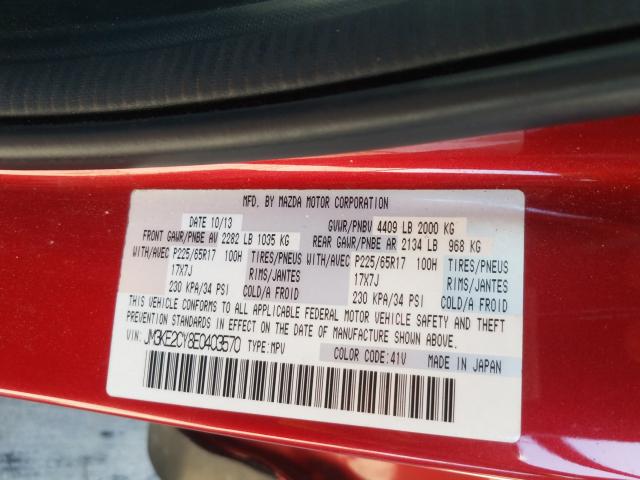 MFD. BY MAZDA MOTOR CORPORATION
DATE 10/13 GVWR/PNBV 4409 LB 2000 KG
FRONT GAWR/PNBE AV 2282 LB 1035 KG REAR GAWR/PNBE AR 2134 LB 968 KG
WITH/AVEC P225/65R17 100H TIRES/PNEUS WITH/AVEC P225/65R17 100H TIRES/PNEUS
17X7J RIMS/JANTES 17X7J RIMS/JANTES
230 KPA/34 PSI COLD/A FROID 230 KPA/34 PSI COLD/A FROID
THIS VEHICLE CONFORMS TO ALL APPLICABLE FEDERAL MOTOR VEHICLE SAFETY AND THEFT
PREVENTION STANDARDS IN EFFECT ON THE DATE OF MANUFACTURE SHOWN ABOVE.
VIN: JM3KE2CY8E0403570 TYPE:MPV COLOR CODE:41V MADE IN JAPAN